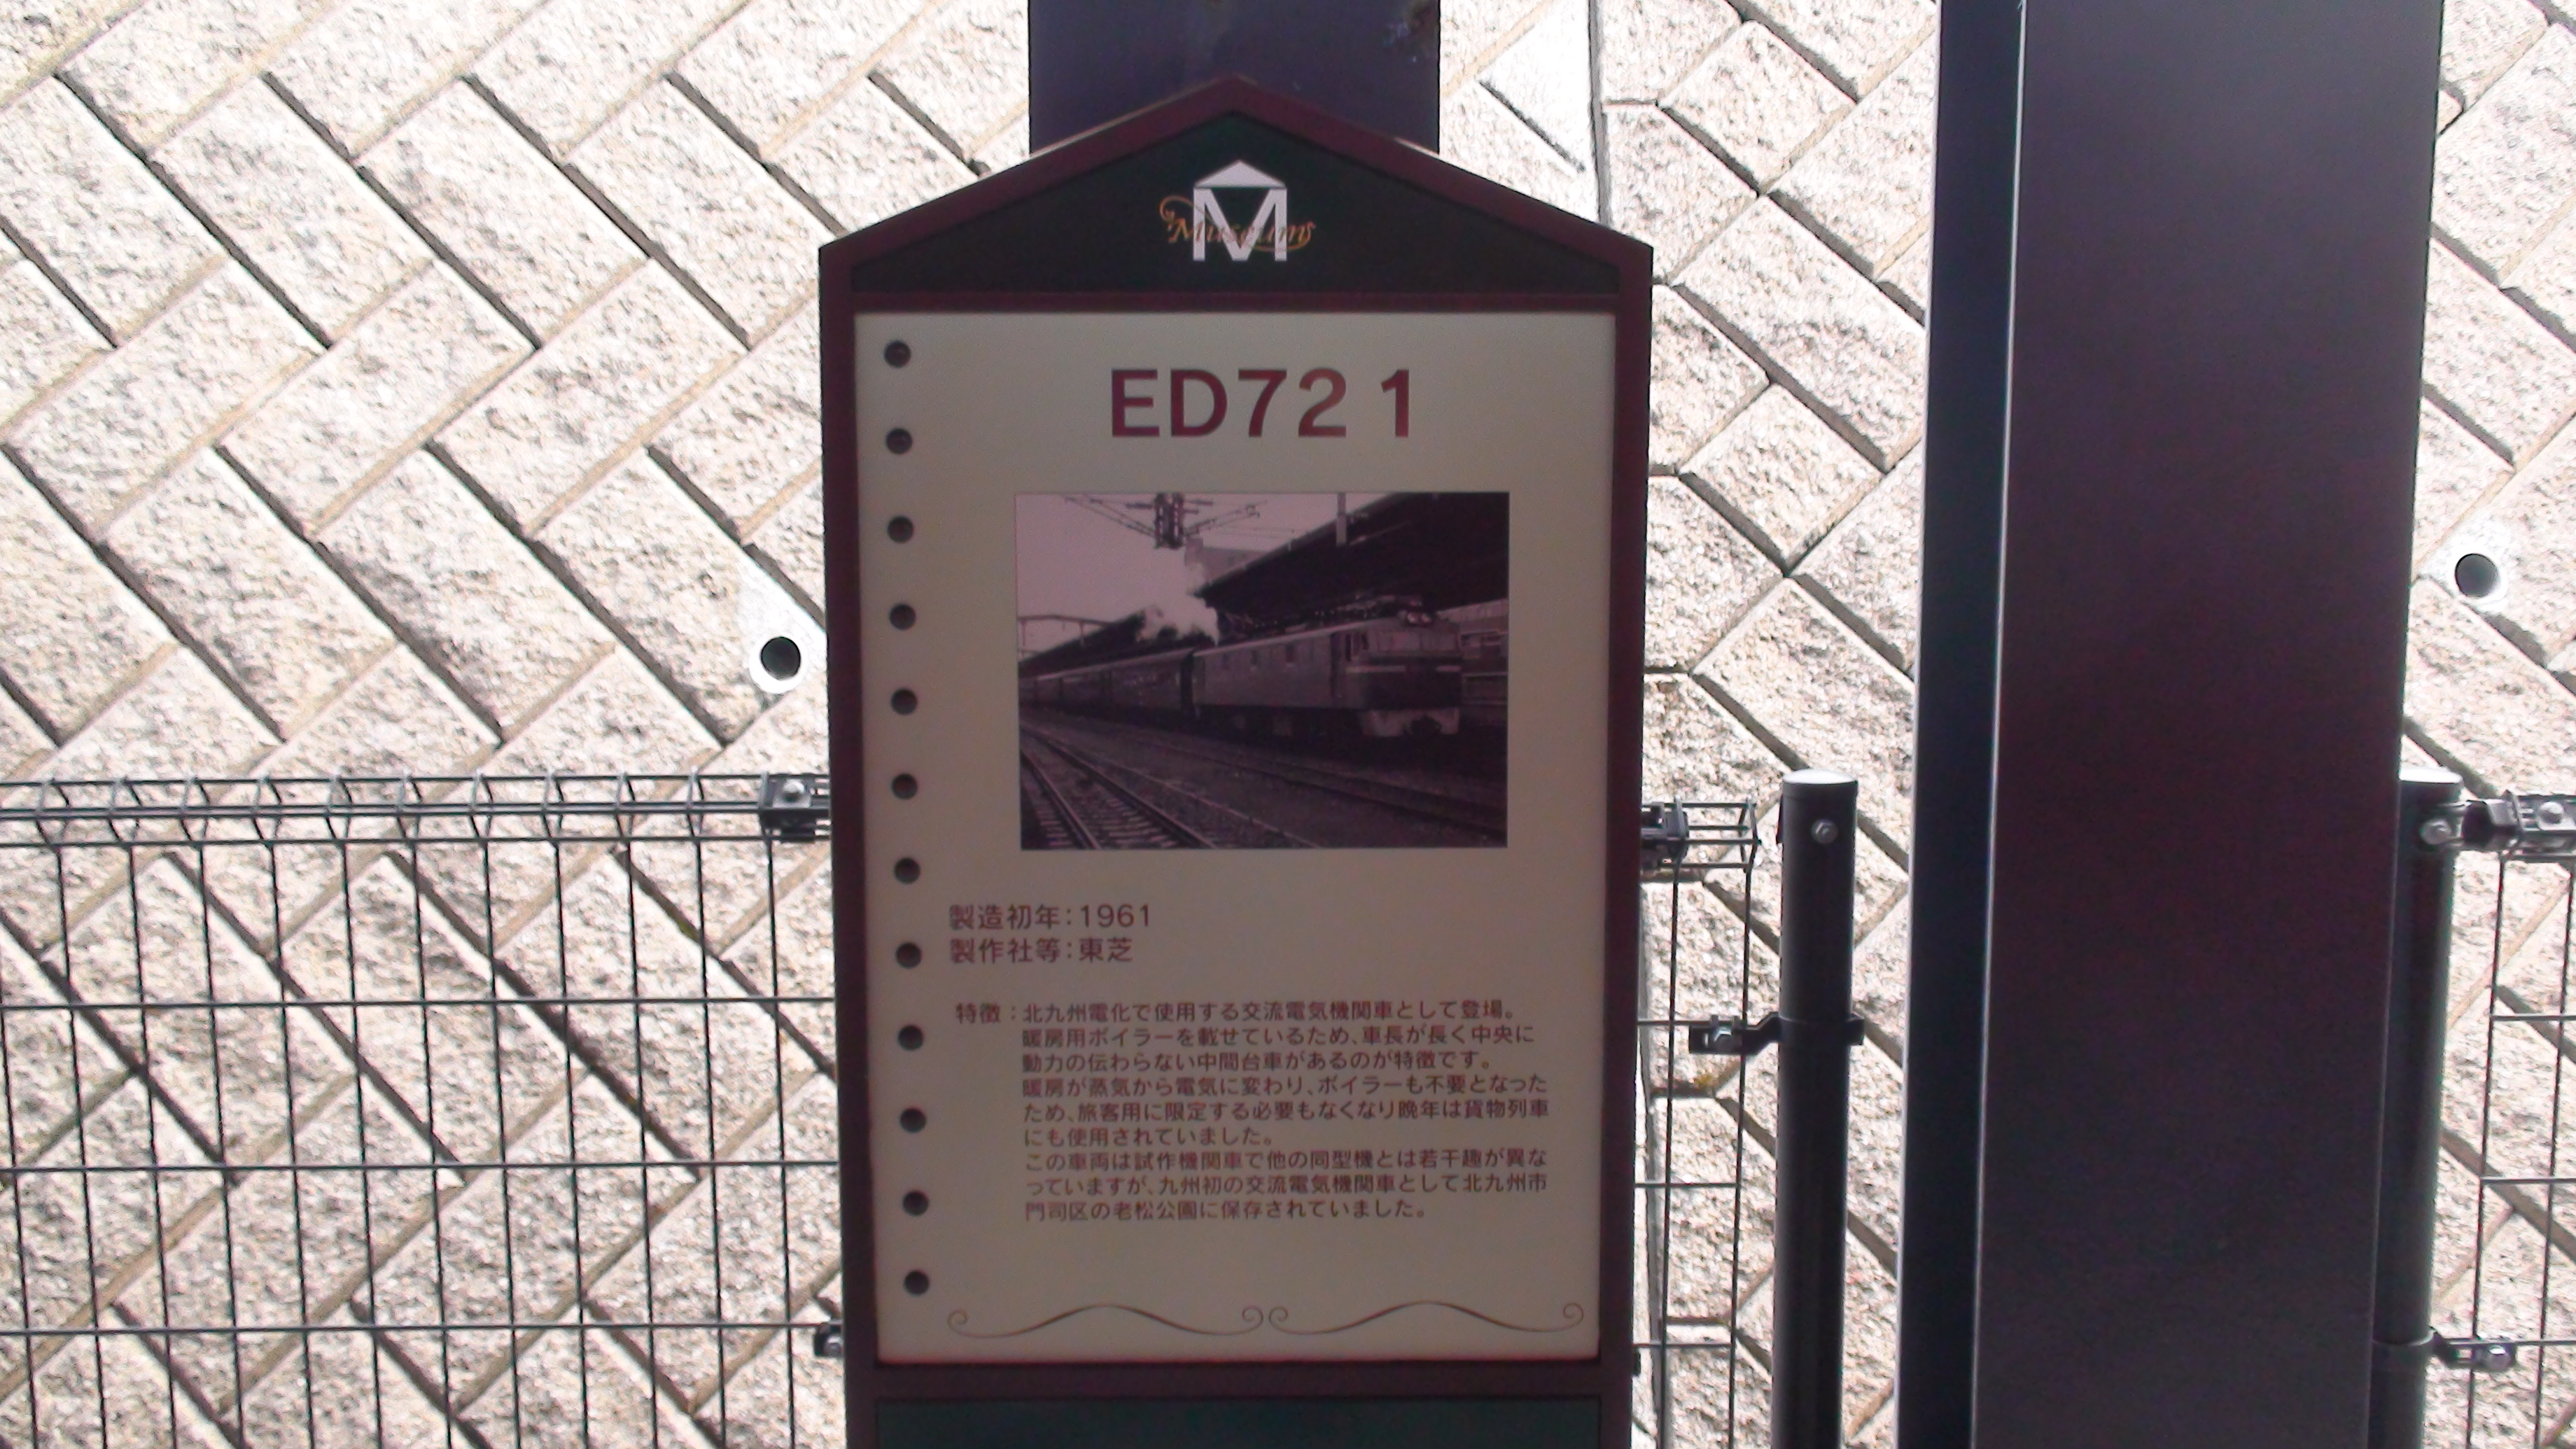 M
Museum
ED72 1
製造初年：1961
製作社等：東芝
特徴：北九州電化で使用する交流電気機関車として登場。
暖房用ボイラーを載せているため、車長が長く中央に
動力の伝わらない中間台車があるのが特徴です。
暖房が蒸気から電気に変わり、ボイラーも不要となった
ため、旅客用に限定する必要もなくなり晩年は貨物列車
にも使用されていました。
この車両は試作機関車で他の同型機とは若干趣が異な
っていますが、九州初の交流電気機関車として北九州市
門司区の老松公園に保存されていました。